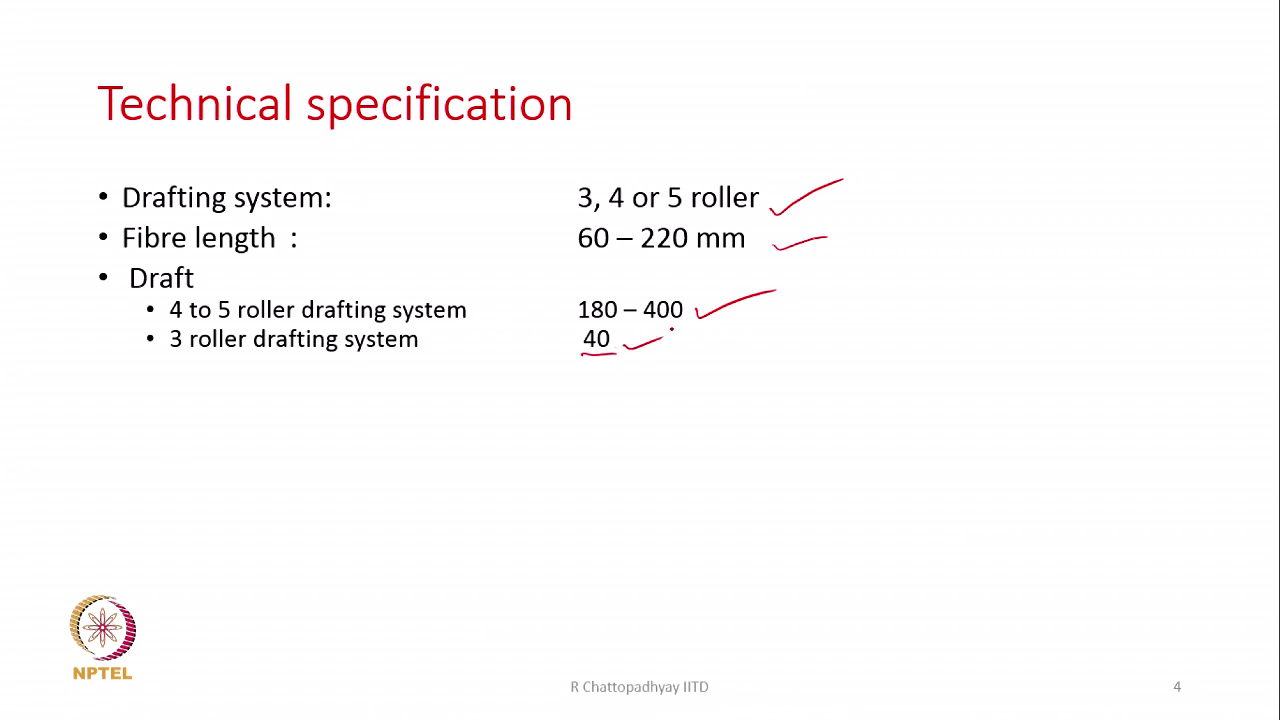 Technical specification
• Drafting system: 3, 4 or 5 roller
• Fibre length : 60 – 220 mm
• Draft
• 4 to 5 roller drafting system 180 – 400
• 3 roller drafting system 40
NPTEL
R Chattopadhyay IITD
4